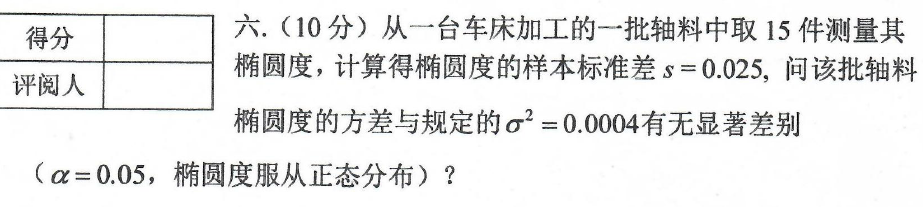 得分
评阅人
六.（10 分）从一台车床加工的一批轴料中取 15 件测量其
椭圆度，计算得椭圆度的样本标准差 s = 0.025, 问该批轴料
椭圆度的方差与规定的 σ² = 0.0004 有无显著差别
（α = 0.05，椭圆度服从正态分布）？